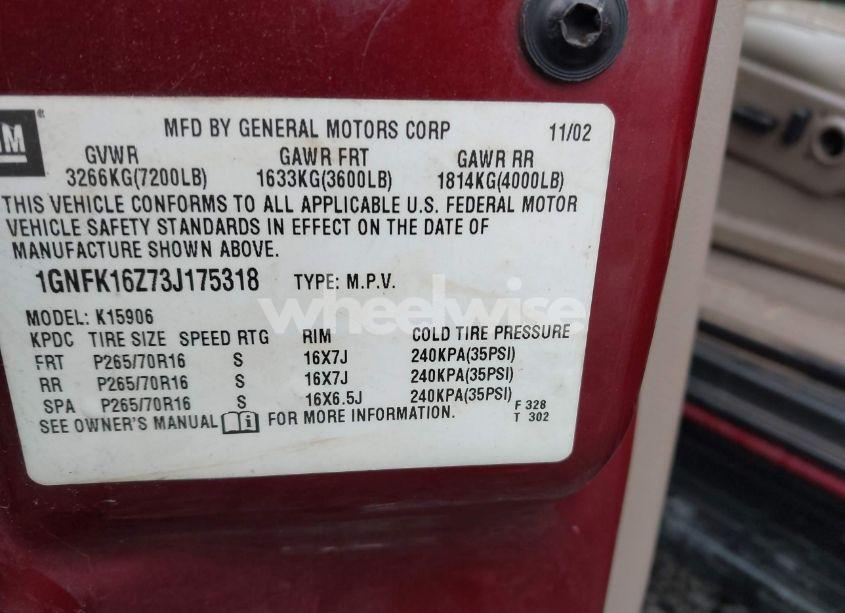 GM
MFD BY GENERAL MOTORS CORP 11/02
GVWR GAWR FRT GAWR RR
3266KG(7200LB) 1633KG(3600LB) 1814KG(4000LB)
THIS VEHICLE CONFORMS TO ALL APPLICABLE U.S. FEDERAL MOTOR
VEHICLE SAFETY STANDARDS IN EFFECT ON THE DATE OF
MANUFACTURE SHOWN ABOVE.
1GNFK16Z73J175318 TYPE: M.P.V.
wheelwise
MODEL: K15906
KPDC TIRE SIZE SPEED RTG RIM COLD TIRE PRESSURE
FRT P265/70R16 S 16X7J 240KPA(35PSI)
RR P265/70R16 S 16X7J 240KPA(35PSI)
SPA P265/70R16 S 16X6.5J 240KPA(35PSI)
SEE OWNER'S MANUAL FOR MORE INFORMATION.
F 328
T 302